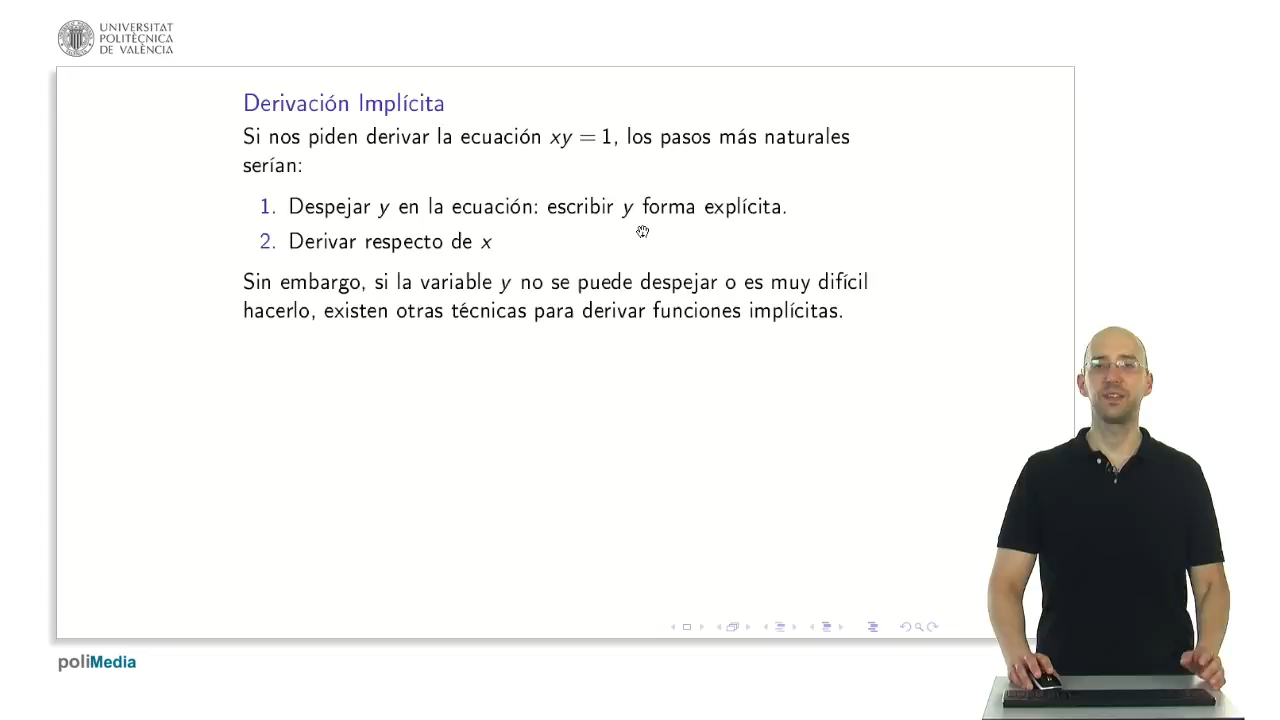 UNIVERSITAT
POLITÈCNICA
DE VALÈNCIA
Derivación Implícita
Si nos piden derivar la ecuación xy = 1, los pasos más naturales
serían:
1. Despejar y en la ecuación: escribir y forma explícita.
2. Derivar respecto de x
Sin embargo, si la variable y no se puede despejar o es muy difícil
hacerlo, existen otras técnicas para derivar funciones implícitas.
poliMedia